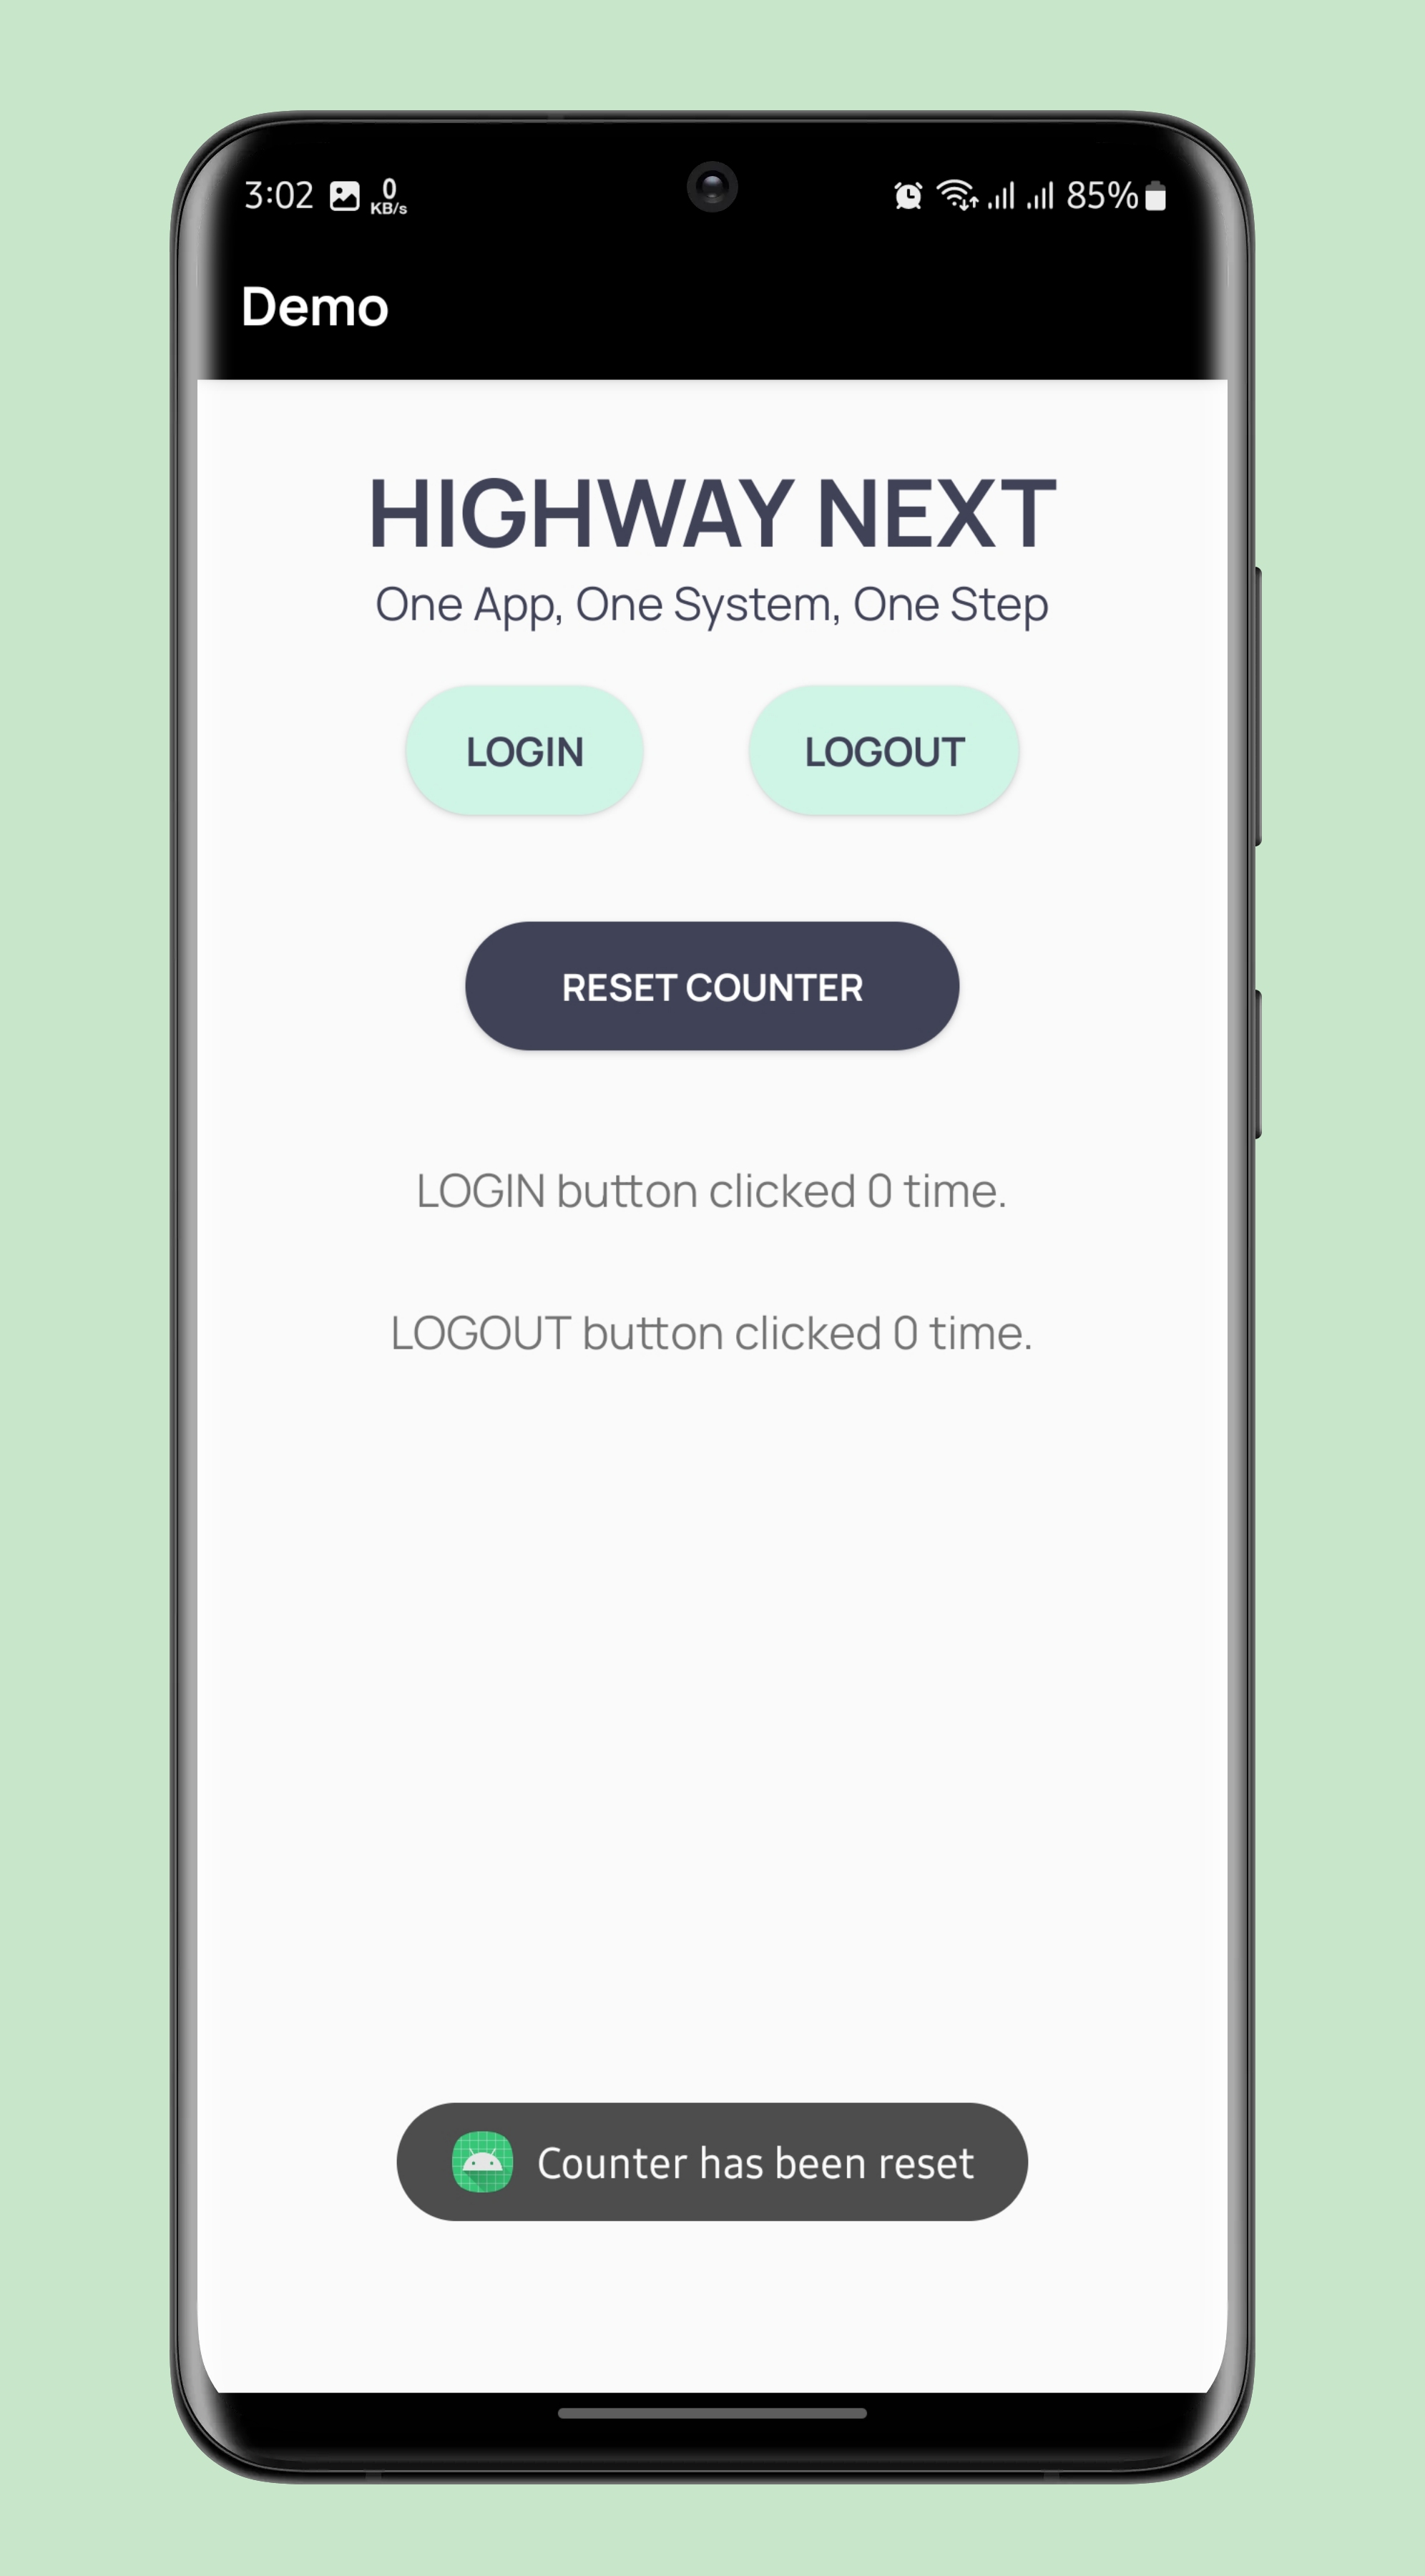 3:02 0 KB/s 85%
Demo
HIGHWAY NEXT
One App, One System, One Step
LOGIN LOGOUT
RESET COUNTER
LOGIN button clicked 0 time.
LOGOUT button clicked 0 time.
Counter has been reset